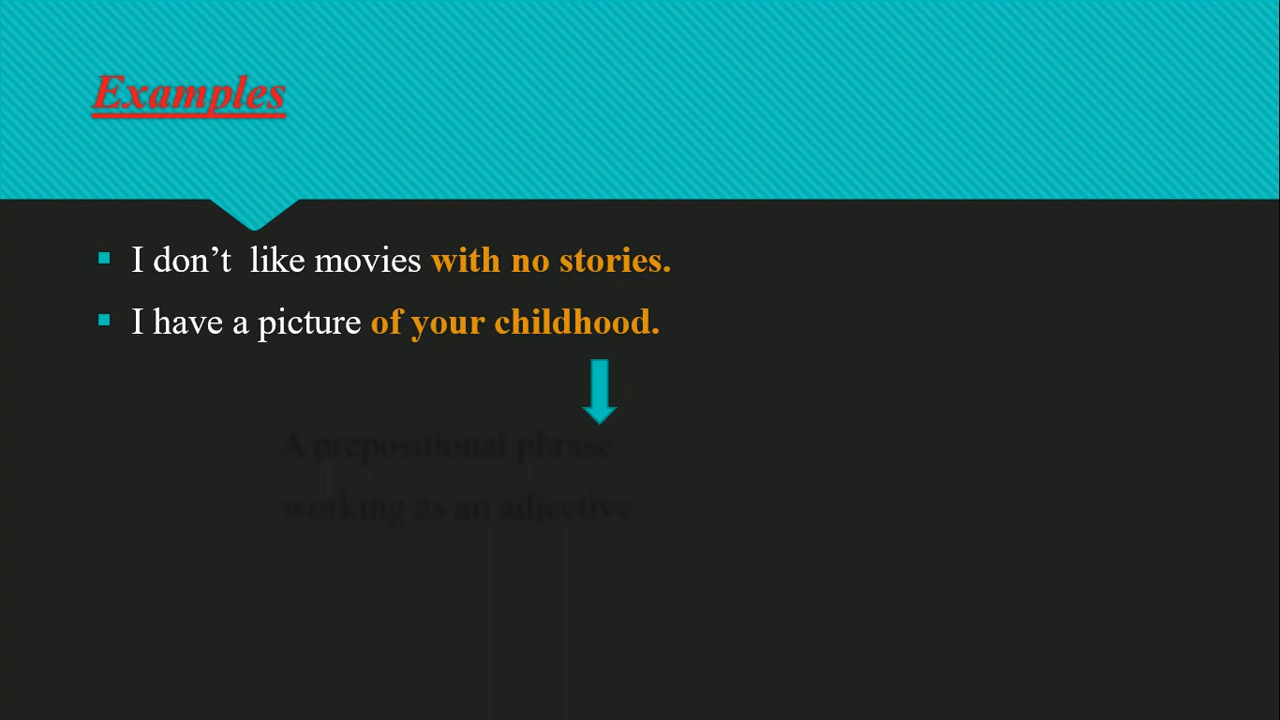 Examples
I don’t like movies with no stories.
I have a picture of your childhood.
A prepositional phrase
working as an adjective